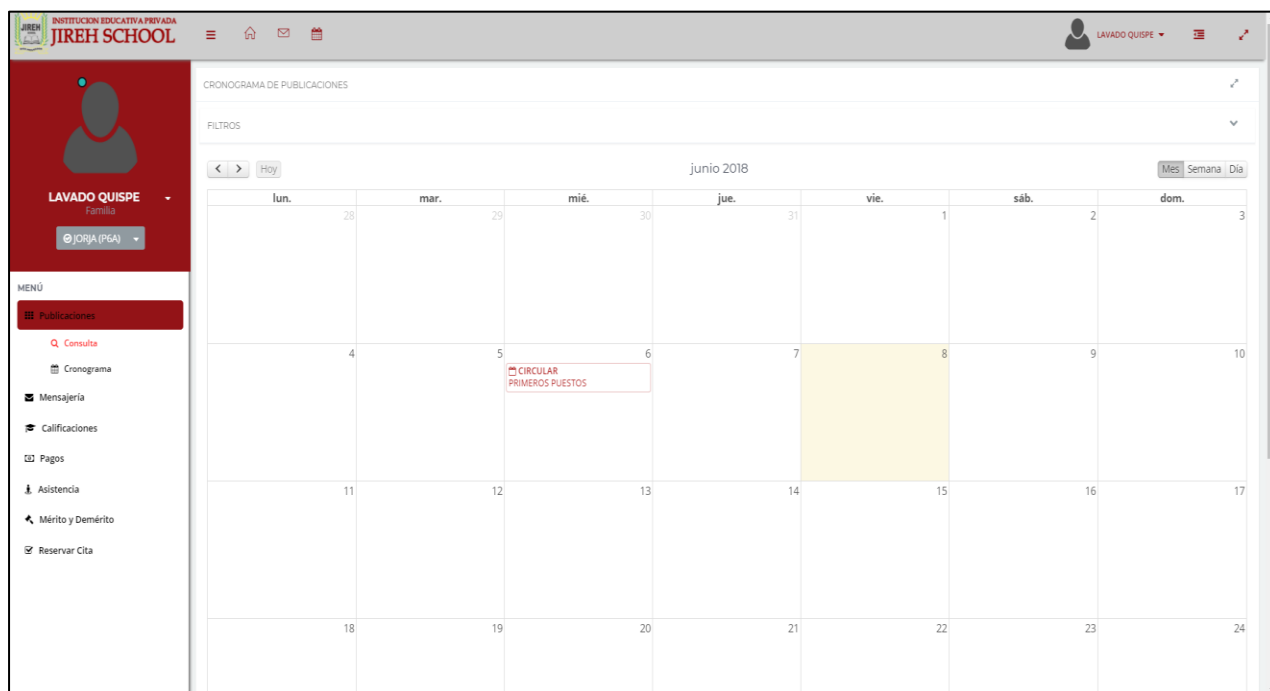 JIREH
INSTITUCION EDUCATIVA PRIVADA
JIREH SCHOOL
LAVADO QUISPE
LAVADO QUISPE
Familia
JORJA (P6A)
MENÚ
Publicaciones
Consulta
Cronograma
Mensajería
Calificaciones
Pagos
Asistencia
Mérito y Demérito
Reservar Cita
CRONOGRAMA DE PUBLICACIONES
FILTROS
Hoy
junio 2018
Mes Semana Día
lun. mar. mié. jue. vie. sáb. dom.
28 29 30 31 1 2 3
4 5 6 7 8 9 10
CIRCULAR
PRIMEROS PUESTOS
11 12 13 14 15 16 17
18 19 20 21 22 23 24